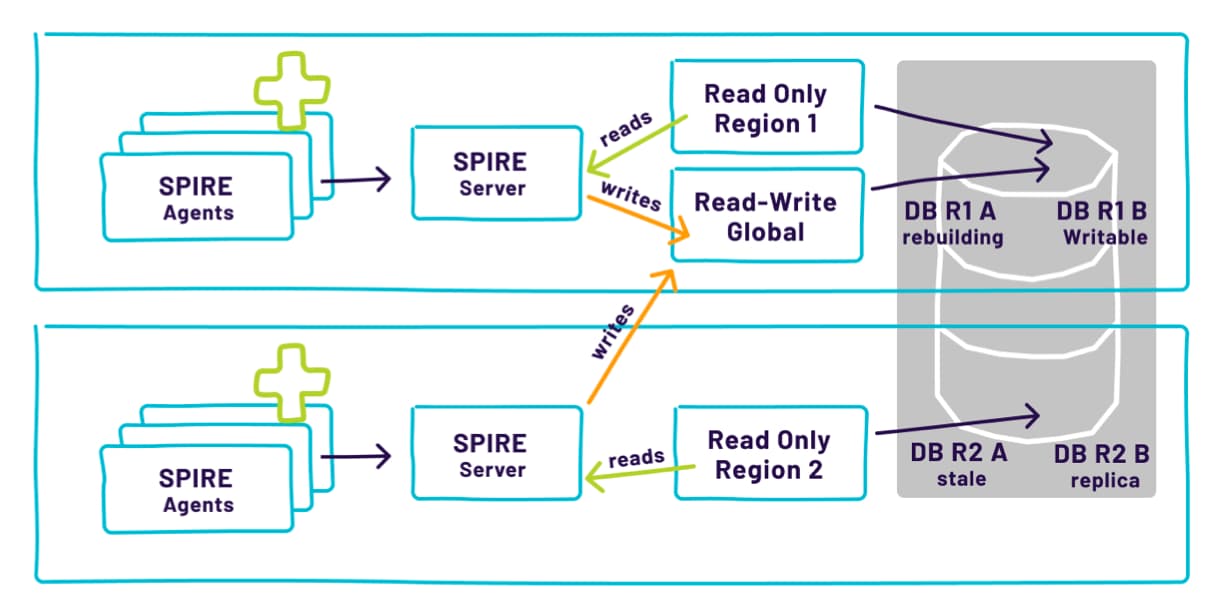 SPIRE
Agents
SPIRE
Server
reads
writes
Read Only
Region 1
Read-Write
Global
DB R1 A
rebuilding
DB R1 B
Writable
writes
SPIRE
Agents
SPIRE
Server
reads
Read Only
Region 2
DB R2 A
stale
DB R2 B
replica